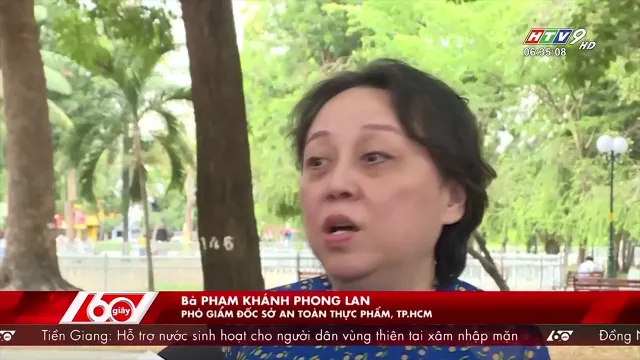 HTV9 HD
06:35:08
146
Bà PHẠM KHÁNH PHONG LAN
PHÓ GIÁM ĐỐC SỞ AN TOÀN THỰC PHẨM, TP.HCM
60 giây
Tiền Giang: Hỗ trợ nước sinh hoạt cho người dân vùng thiên tai xâm nhập mặn
60
Đồng N